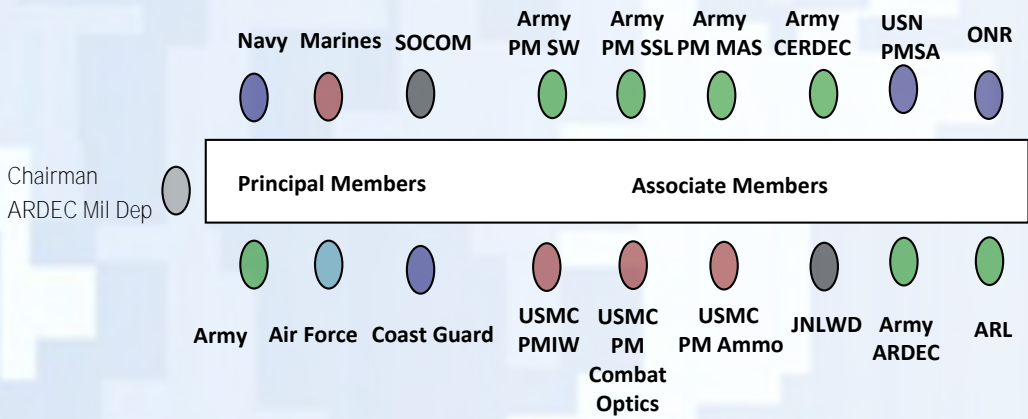 Navy
Marines
SOCOM
Army
PM SW
Army
PM SSL
Army
PM MAS
Army
CERDEC
USN
PMSA
ONR
Chairman
ARDEC Mil Dep
Principal Members
Associate Members
Army
Air Force
Coast Guard
USMC
PMIW
USMC
PM
Combat
Optics
USMC
PM Ammo
JNLWD
Army
ARDEC
ARL